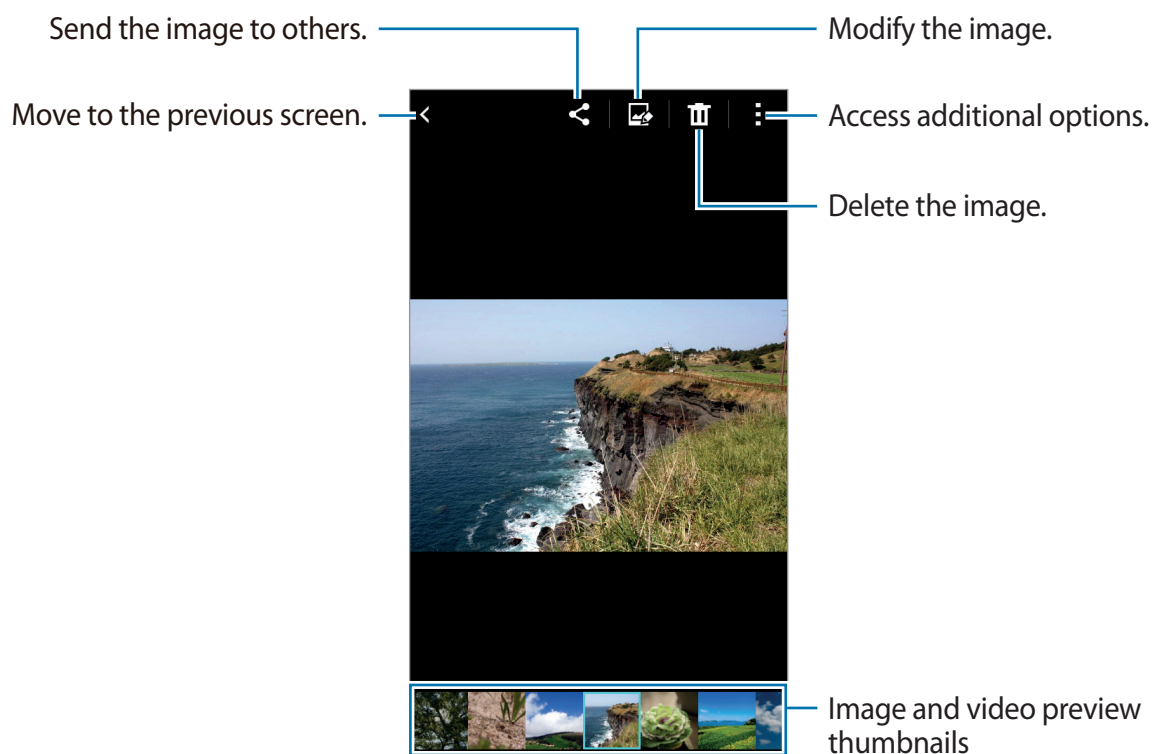 Send the image to others.
Modify the image.
Move to the previous screen.
Access additional options.
Delete the image.
Image and video preview
thumbnails